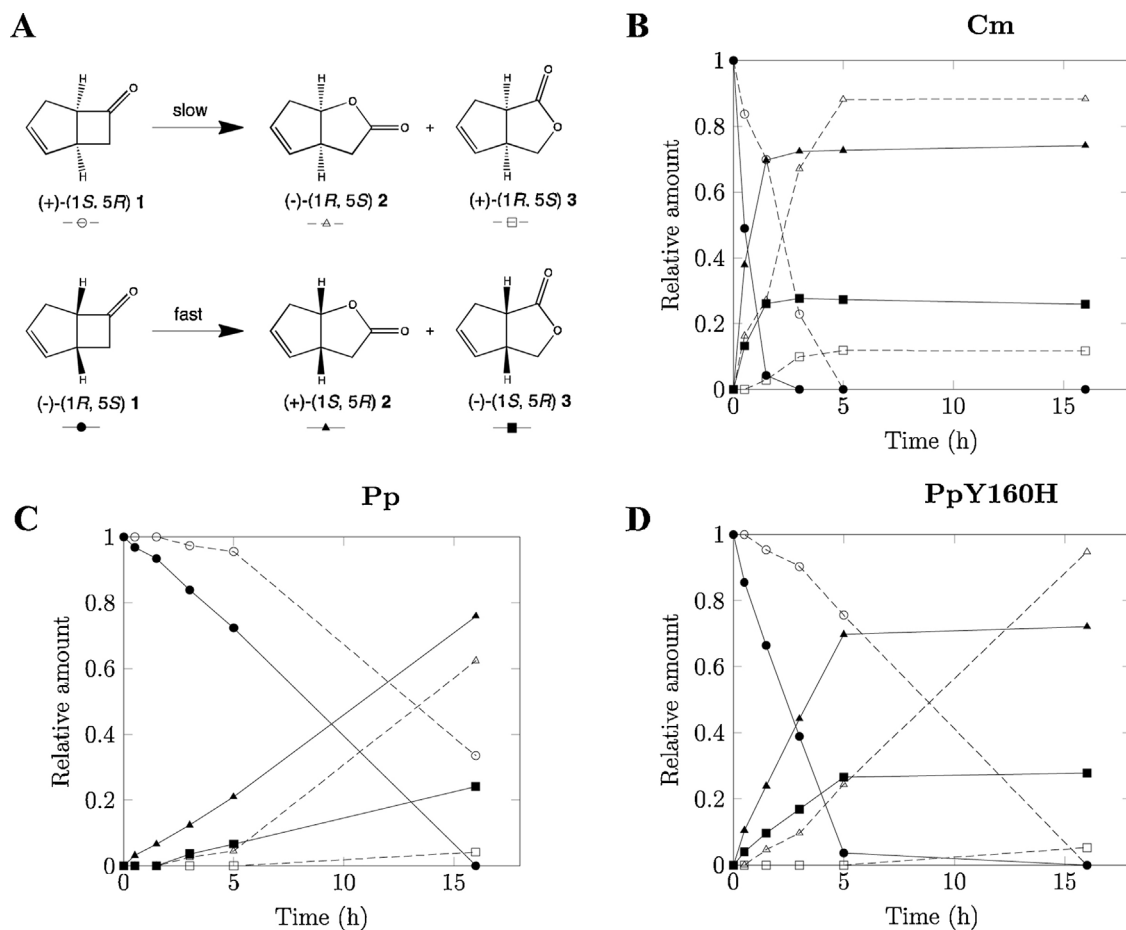 A
H
O
H
slow
H
O
O
H
+
H
O
O
H
(+)-(1S. 5R) 1
(-)-(1R, 5S) 2
(+)-(1R, 5S) 3
H
O
H
fast
H
O
O
H
+
H
O
O
H
(-)-(1R, 5S) 1
(+)-(1S, 5R) 2
(-)-(1S, 5R) 3
B
Cm
1
0.8
0.6
0.4
0.2
0
Relative amount
0
5
10
15
Time (h)
C
Pp
1
0.8
0.6
0.4
0.2
0
Relative amount
0
5
10
15
Time (h)
D
PpY160H
1
0.8
0.6
0.4
0.2
0
Relative amount
0
5
10
15
Time (h)